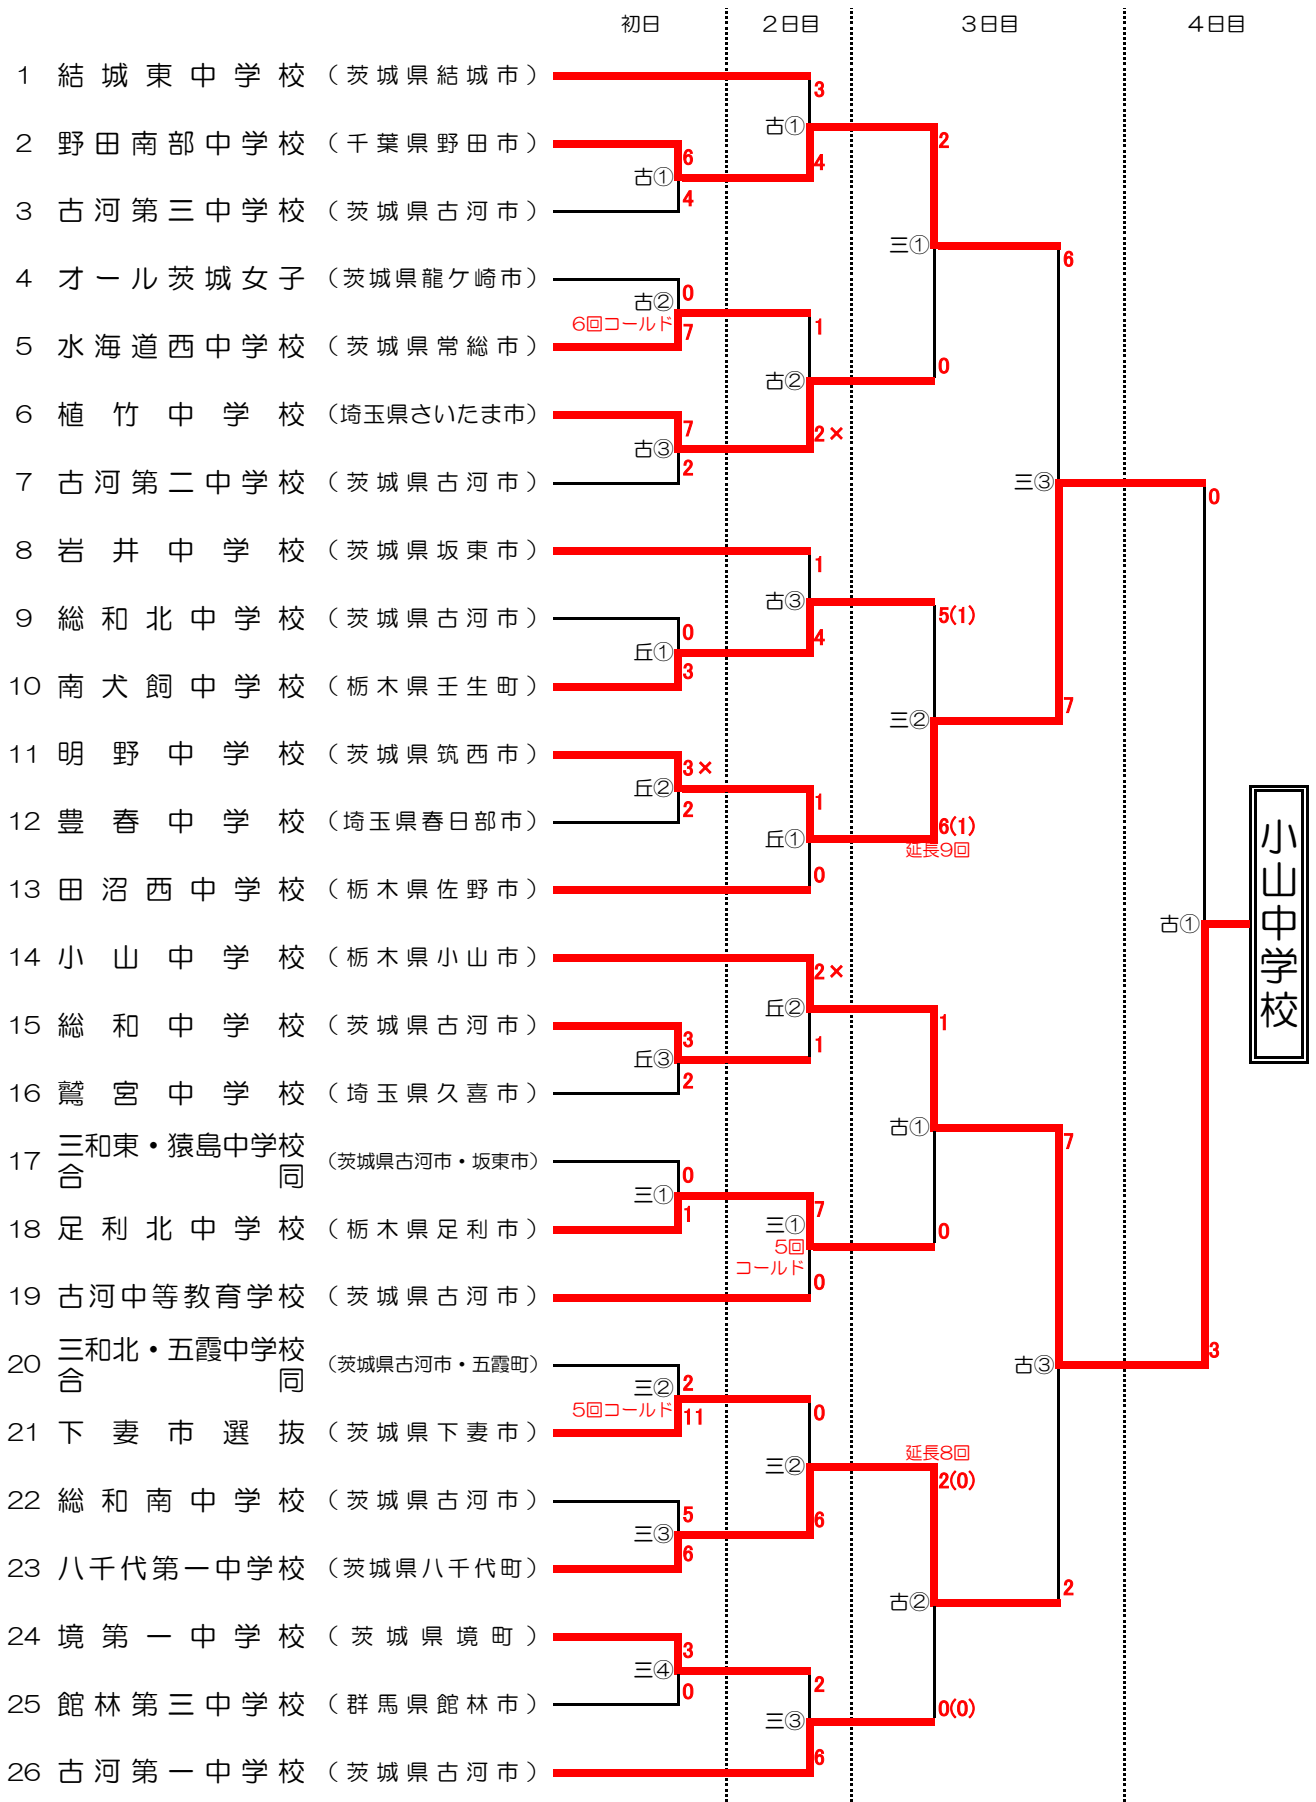 初日 2日目 3日目 4日目
1 結城東中学校 （茨城県結城市）
3
古①
2
2 野田南部中学校 （千葉県野田市）
6
4
古①
4
3 古河第三中学校 （茨城県古河市）
三①
6
4 オール茨城女子 （茨城県龍ケ崎市）
0
古②
6回コールド
7
1
5 水海道西中学校 （茨城県常総市）
0
古②
6 植竹中学校 （埼玉県さいたま市）
7
2×
古③
2
7 古河第二中学校 （茨城県古河市）
三③
0
8 岩井中学校 （茨城県坂東市）
1
古③
5(1)
9 総和北中学校 （茨城県古河市）
0
4
丘①
3
10 南犬飼中学校 （栃木県壬生町）
7
三②
11 明野中学校 （茨城県筑西市）
3×
丘②
2
1
12 豊春中学校 （埼玉県春日部市）
6(1)
丘①
延長9回
0
13 田沼西中学校 （栃木県佐野市）
古①
小山中学校
14 小山中学校 （栃木県小山市）
2×
丘②
1
15 総和中学校 （茨城県古河市）
3
1
丘③
2
16 鷲宮中学校 （埼玉県久喜市）
古①
7
17 三和東・猿島中学校
合同
（茨城県古河市・坂東市）
0
三①
1
7
18 足利北中学校 （栃木県足利市）
三①
0
5回
コールド
0
19 古河中等教育学校 （茨城県古河市）
20 三和北・五霞中学校
合同
（茨城県古河市・五霞町）
3
古③
2
三②
5回コールド
11
0
21 下妻市選抜 （茨城県下妻市）
延長8回
三②
2(0)
22 総和南中学校 （茨城県古河市）
5
6
三③
6
23 八千代第一中学校 （茨城県八千代町）
2
古②
24 境第一中学校 （茨城県境町）
3
三④
0
2
25 館林第三中学校 （群馬県館林市）
0(0)
三③
6
26 古河第一中学校 （茨城県古河市）